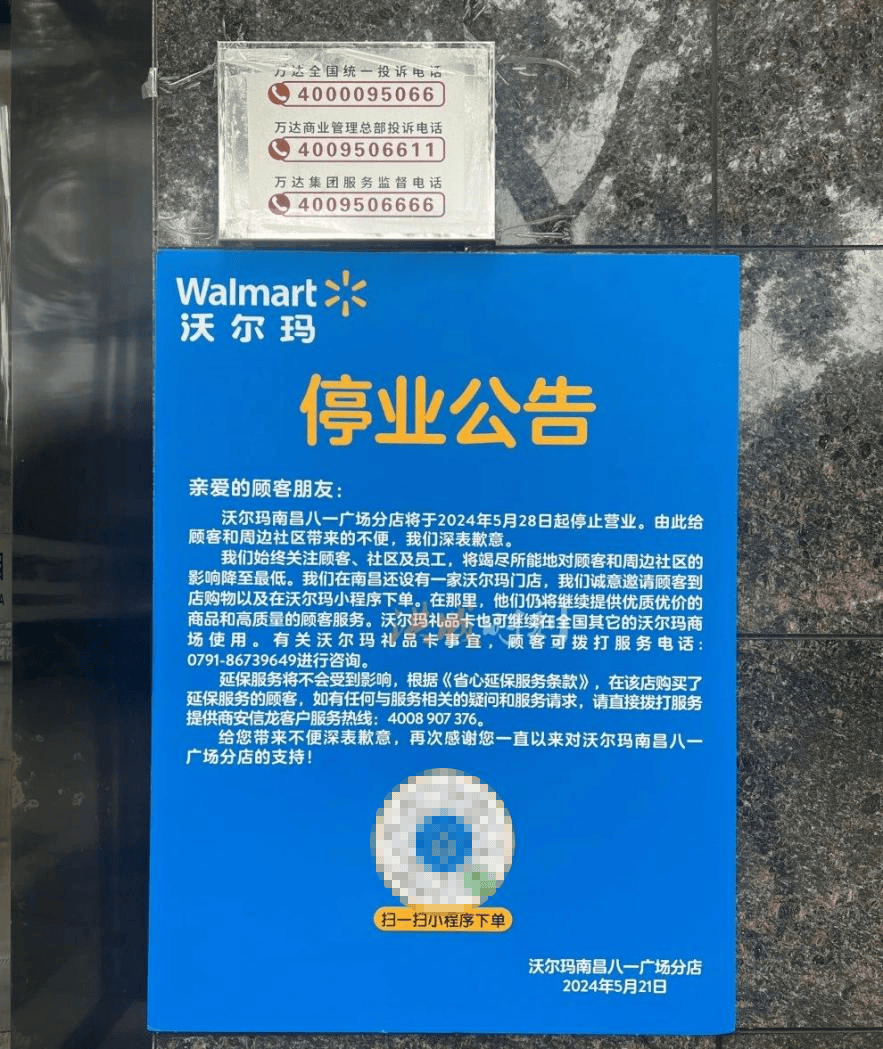 万达全国统一投诉电话
4000095066
万达商业管理总部投诉电话
4009506611
万达集团服务监督电话
4009506666
Walmart
沃尔玛
停业公告
亲爱的顾客朋友：
沃尔玛南昌八一广场分店将于2024年5月28日起停止营业。由此给
顾客和周边社区带来的不便，我们深表歉意。
我们始终关注顾客、社区及员工，将竭尽所能地对顾客和周边社区的
影响降至最低。我们在南昌还设有一家沃尔玛门店，我们诚意邀请顾客到
店购物以及在沃尔玛小程序下单。在那里，他们仍将继续提供优质优价的
商品和高质量的顾客服务。沃尔玛礼品卡也可继续在全国其它的沃尔玛商
场使用。有关沃尔玛礼品卡事宜，顾客可拨打服务电话：
0791-86739649进行咨询。
延保服务将不会受到影响，根据《省心延保服务条款》，在该店购买了
延保服务的顾客，如有任何与服务相关的疑问和服务请求，请直接拨打服务
提供商安信龙客户服务热线：4008 907 376。
给您带来不便深表歉意，再次感谢您一直以来对沃尔玛南昌八一
广场分店的支持！
扫一扫小程序下单
沃尔玛南昌八一广场分店
2024年5月21日